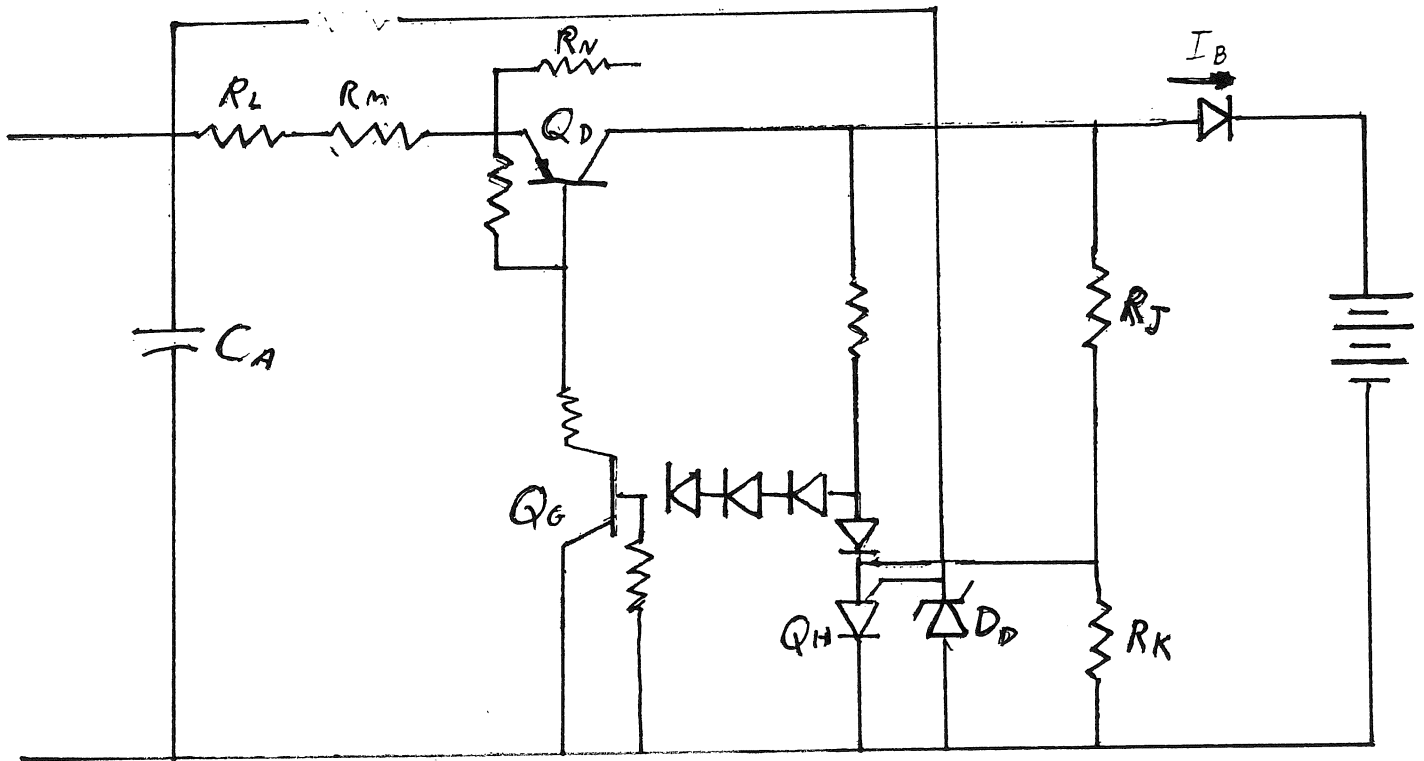 I_B
R_N
R_L
R_M
Q_D
R_J
C_A
Q_G
Q_H
D_D
R_K